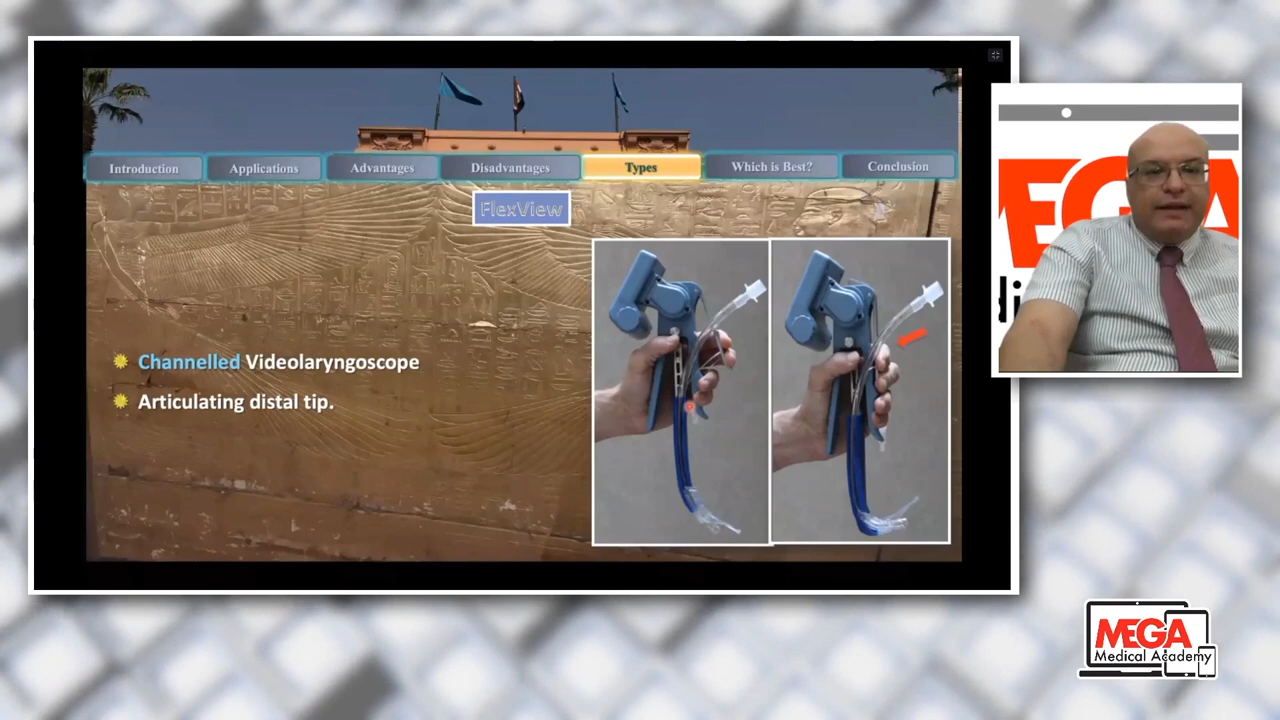 Introduction
Applications
Advantages
Disadvantages
Types
Which is Best?
Conclusion
FlexView
Channelled Videolaryngoscope
Articulating distal tip.
MEGA
Medical Academy